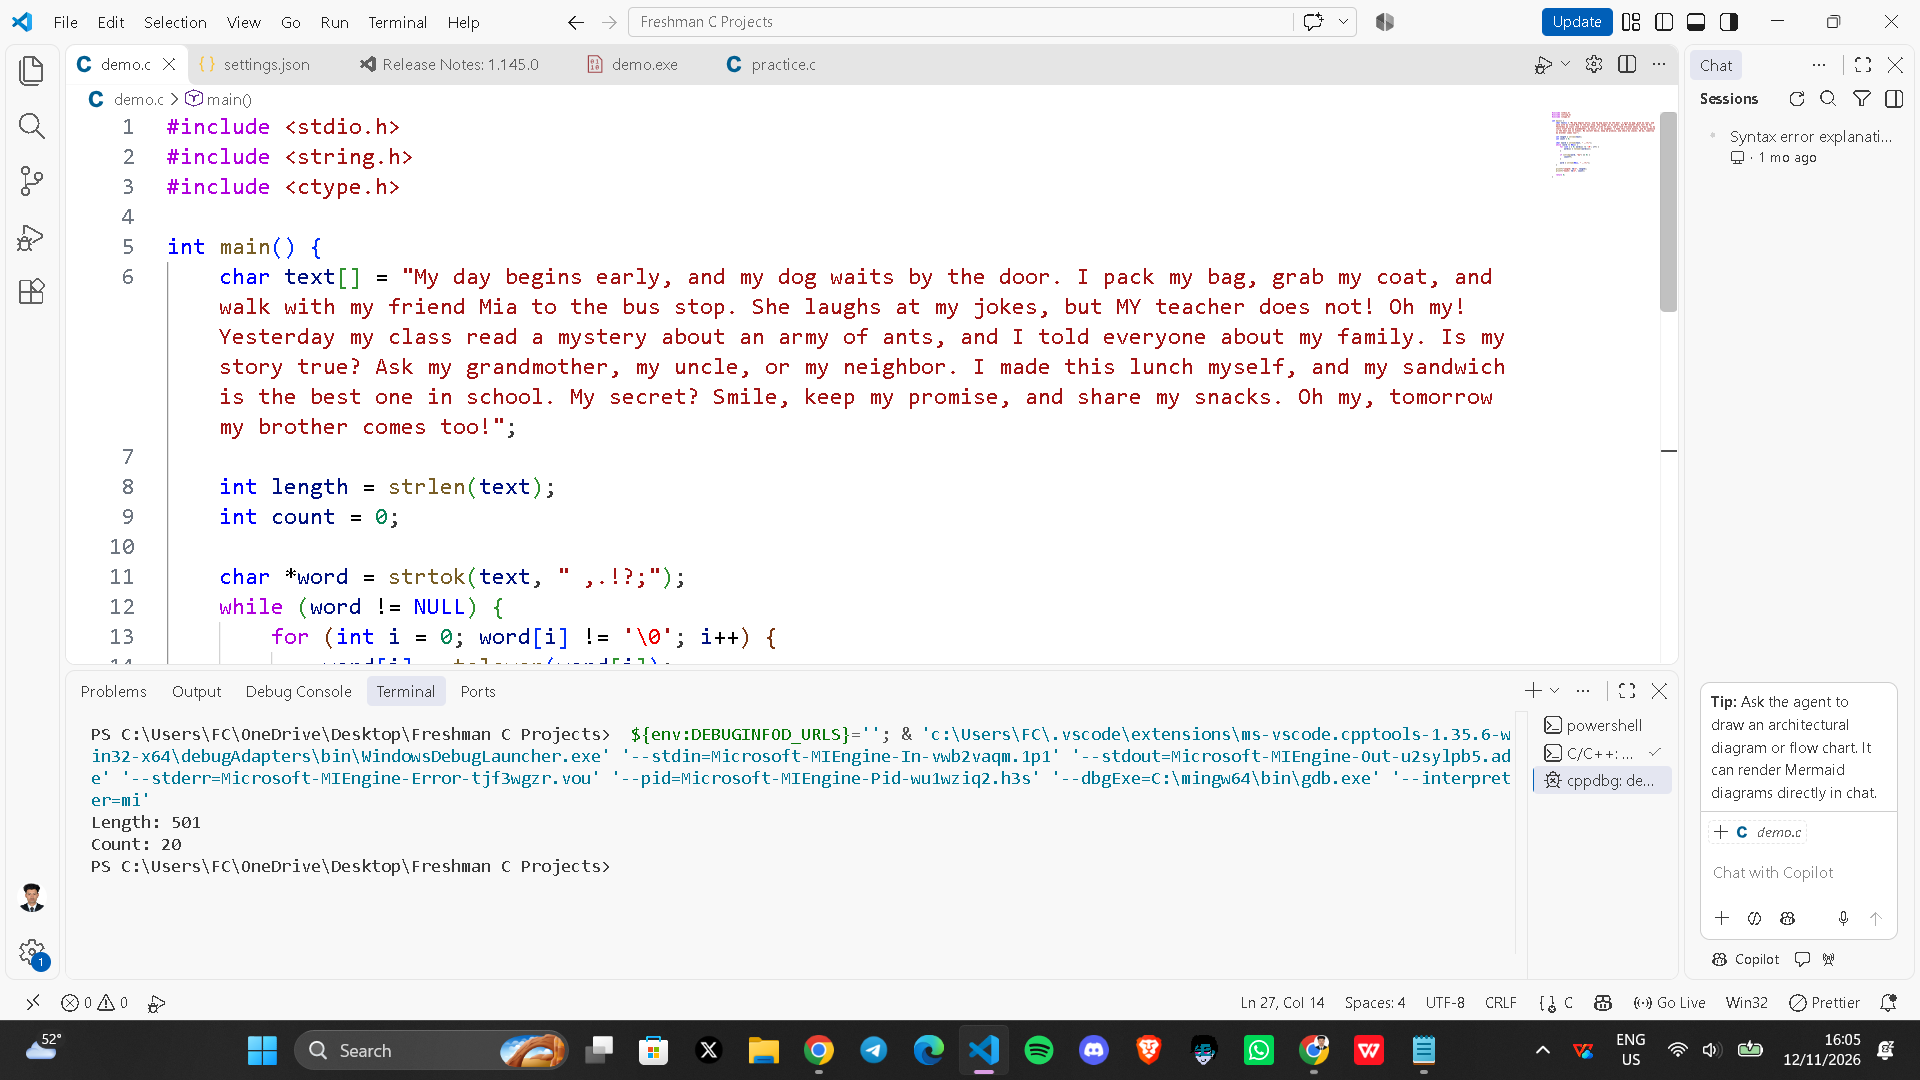 File Edit Selection View Go Run Terminal Help
Freshman C Projects
Update
demo.c
settings.json
Release Notes: 1.145.0
demo.exe
practice.c
demo.c > main()
1 #include <stdio.h>
2 #include <string.h>
3 #include <ctype.h>
4
5 int main() {
6 char text[] = "My day begins early, and my dog waits by the door. I pack my bag, grab my coat, and
walk with my friend Mia to the bus stop. She laughs at my jokes, but MY teacher does not! Oh my!
Yesterday my class read a mystery about an army of ants, and I told everyone about my family. Is my
story true? Ask my grandmother, my uncle, or my neighbor. I made this lunch myself, and my sandwich
is the best one in school. My secret? Smile, keep my promise, and share my snacks. Oh my, tomorrow
my brother comes too!";
7
8 int length = strlen(text);
9 int count = 0;
10
11 char *word = strtok(text, " ,.!?;");
12 while (word != NULL) {
13 for (int i = 0; word[i] != '\0'; i++) {
Problems Output Debug Console Terminal Ports
PS C:\Users\FC\OneDrive\Desktop\Freshman C Projects>  ${env:DEBUGINFOD_URLS}=''; & 'c:\Users\FC\.vscode\extensions\ms-vscode.cpptools-1.35.6-w
in32-x64\debugAdapters\bin\WindowsDebugLauncher.exe' '--stdin=Microsoft-MIEngine-In-vwb2vaqm.1p1' '--stdout=Microsoft-MIEngine-Out-u2sylpb5.ad
e' '--stderr=Microsoft-MIEngine-Error-tjf3wgzr.vou' '--pid=Microsoft-MIEngine-Pid-wu1wziq2.h3s' '--dbgExe=C:\mingw64\bin\gdb.exe' '--interpret
er=mi'
Length: 501
Count: 20
PS C:\Users\FC\OneDrive\Desktop\Freshman C Projects>
powershell
C/C++: ...
cppdbg: de...
Chat
Sessions
Syntax error explanati...
· 1 mo ago
Tip: Ask the agent to
draw an architectural
diagram or flow chart. It
can render Mermaid
diagrams directly in chat.
demo.c
Chat with Copilot
Copilot
1
0 0
Ln 27, Col 14
Spaces: 4
UTF-8
CRLF
C
Go Live
Win32
Prettier
52°
Search
ENG
US
16:05
12/11/2026